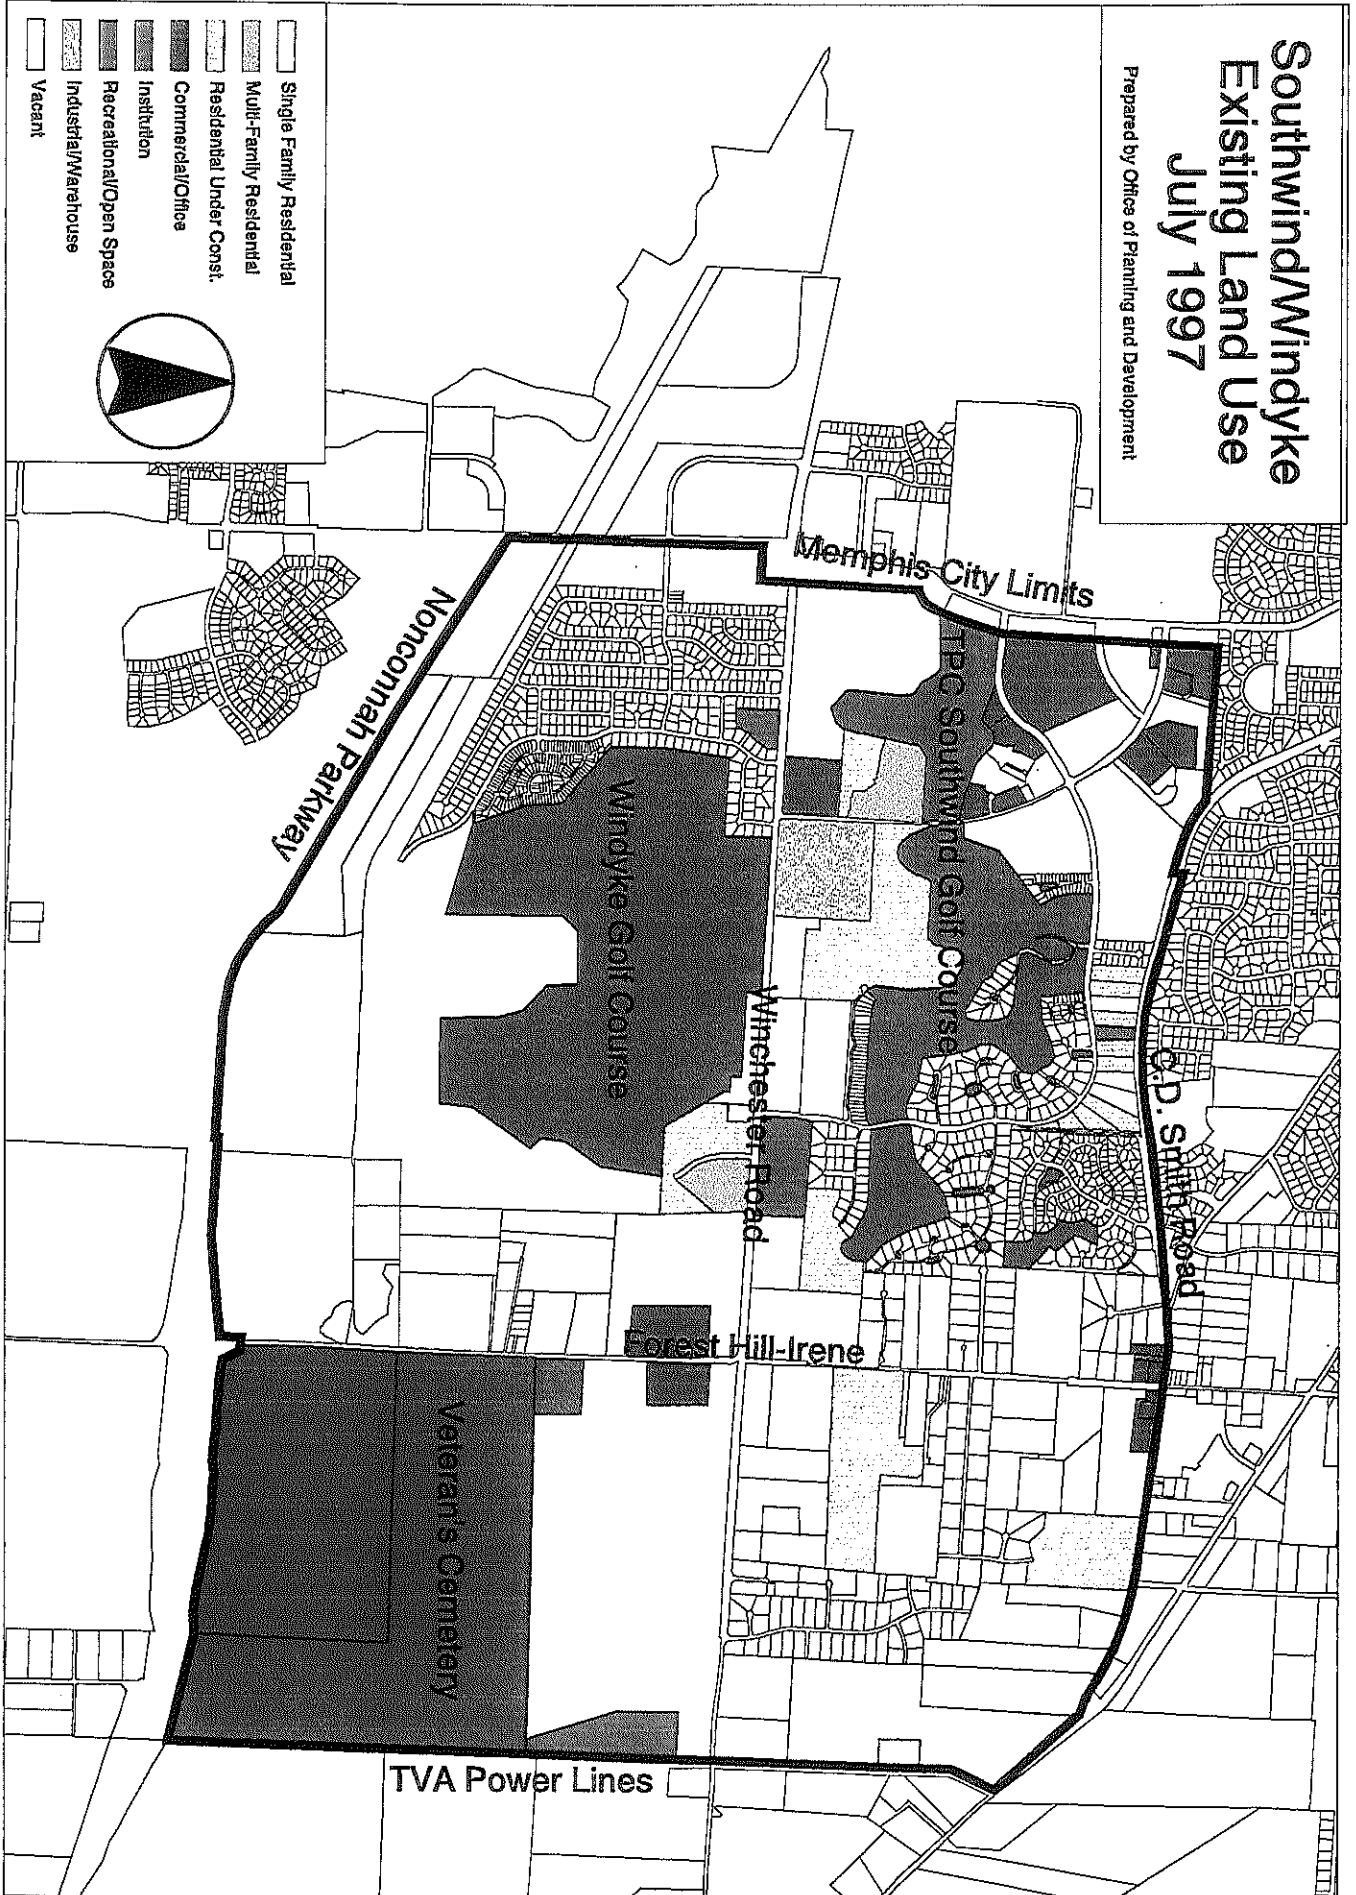 Southwind/Windyke
Existing Land Use
July 1997
Prepared by Office of Planning and Development
Memphis City Limits
C.D. Smith Road
TPC Southwind Golf Course
Winchester Road
Windyke Golf Course
Forest Hill-Irene
Nonconnah Parkway
Veteran's Cemetery
TVA Power Lines
Single Family Residential
Multi-Family Residential
Residential Under Const.
Commercial/Office
Institution
Recreational/Open Space
Industrial/Warehouse
Vacant